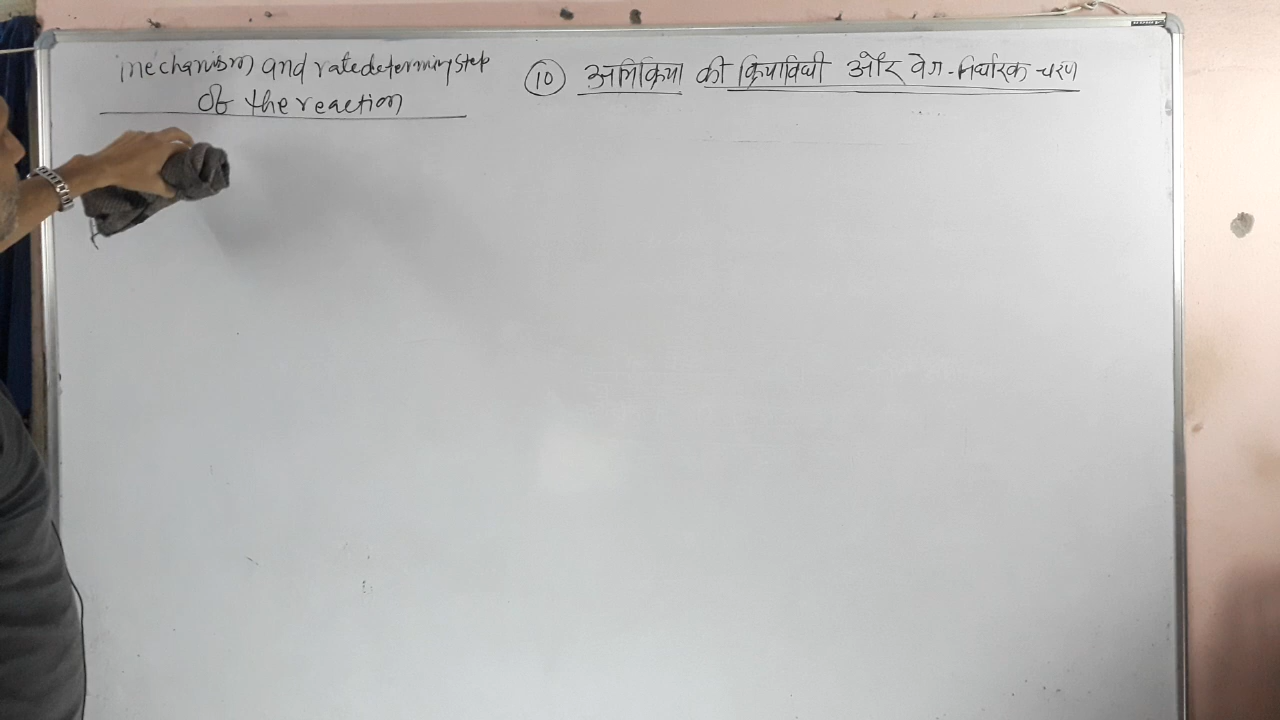 mechanism and ratedeterming step
of the reaction
10 अभिक्रिया की क्रियाविधी और वेग-निर्धारक चरण